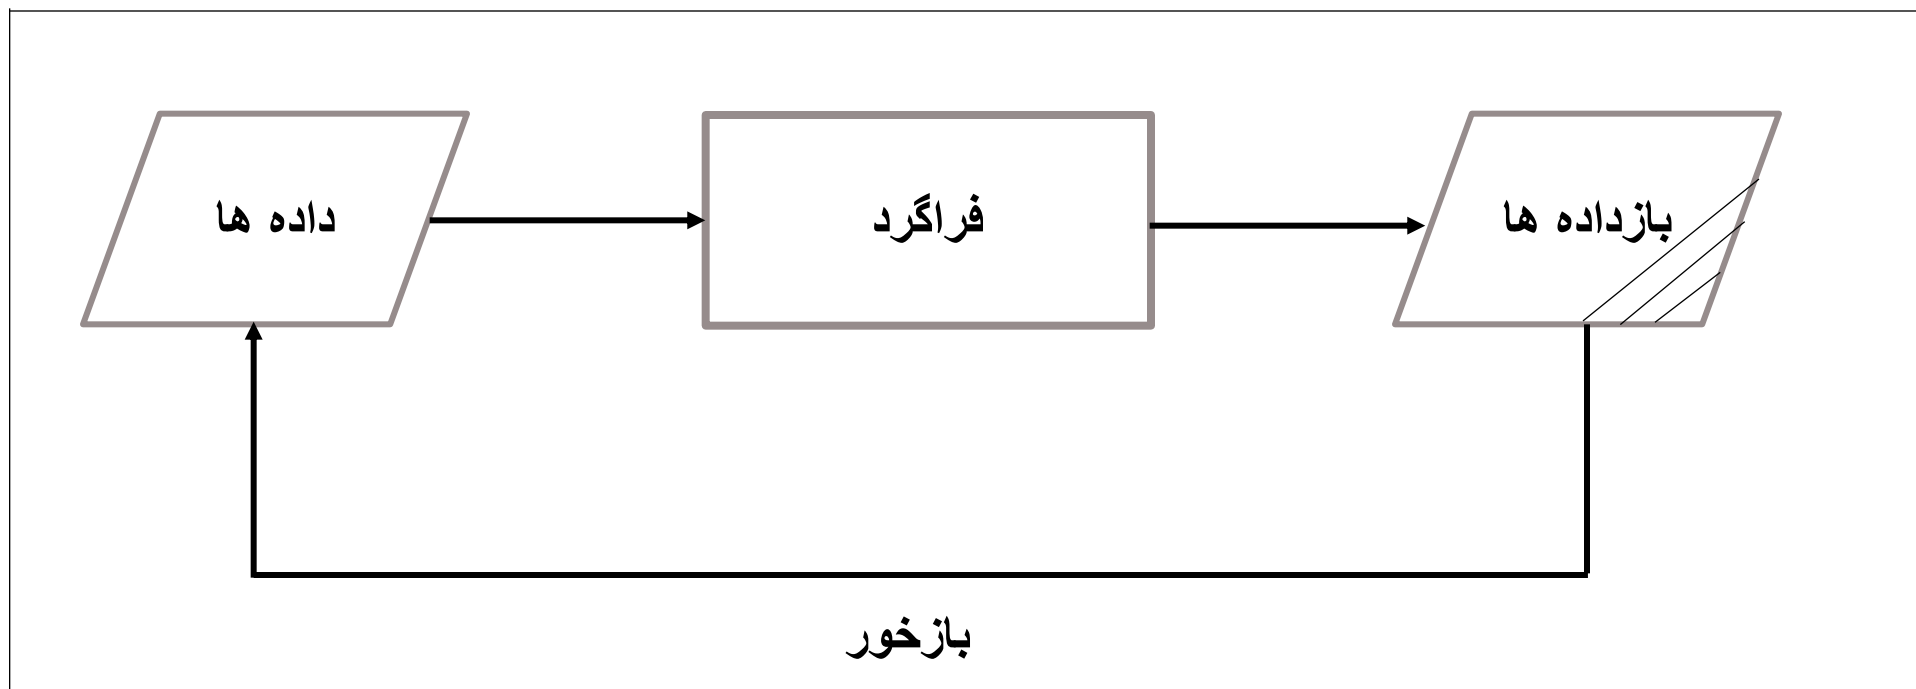 داده ها
فراگرد
بازداده ها
بازخور